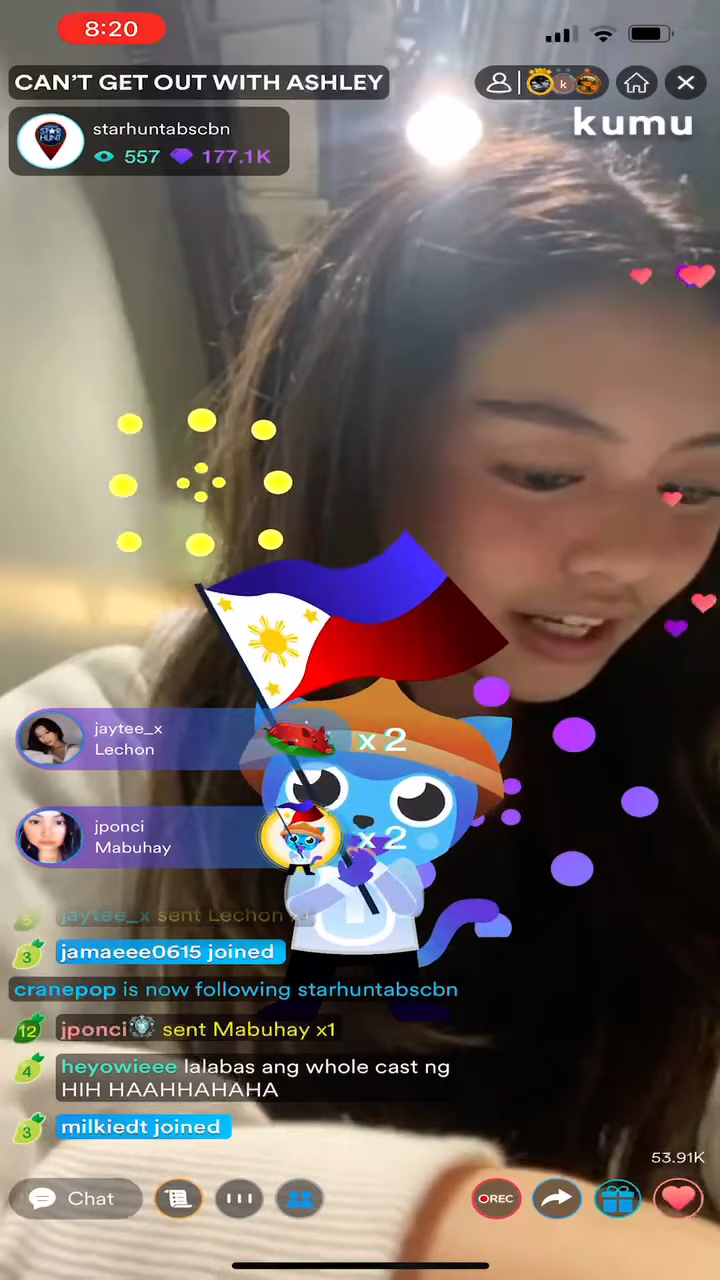 8:20
CAN'T GET OUT WITH ASHLEY
k
kumu
STAR HUNT
starhuntabscbn
557
177.1K
jaytee_x
Lechon
x2
jponci
Mabuhay
x2
jaytee_x sent Lechon x1
3
jamaeee0615 joined
cranepop is now following starhuntabscbn
12
jponci sent Mabuhay x1
4
heyowieee lalabas ang whole cast ng
HIH HAAHHAHAHA
3
milkiedt joined
53.91K
Chat
REC